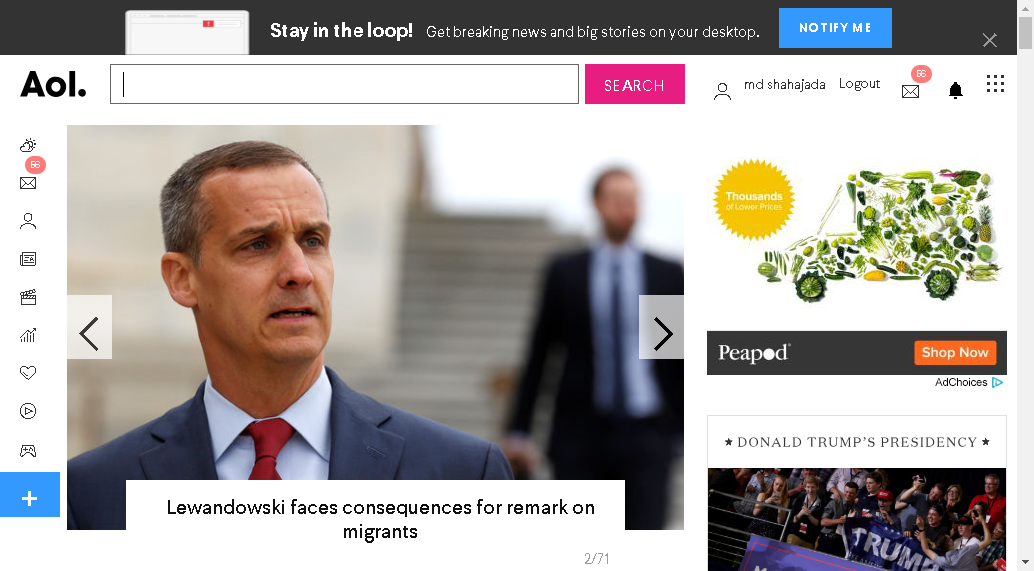 Stay in the loop! Get breaking news and big stories on your desktop.
NOTIFY ME
Aol.
SEARCH
md shahajada
Logout
56
56
Thousands
of Lower Prices
Peapod
Shop Now
AdChoices
★ DONALD TRUMP'S PRESIDENCY ★
TRUMP
Lewandowski faces consequences for remark on
migrants
2/71